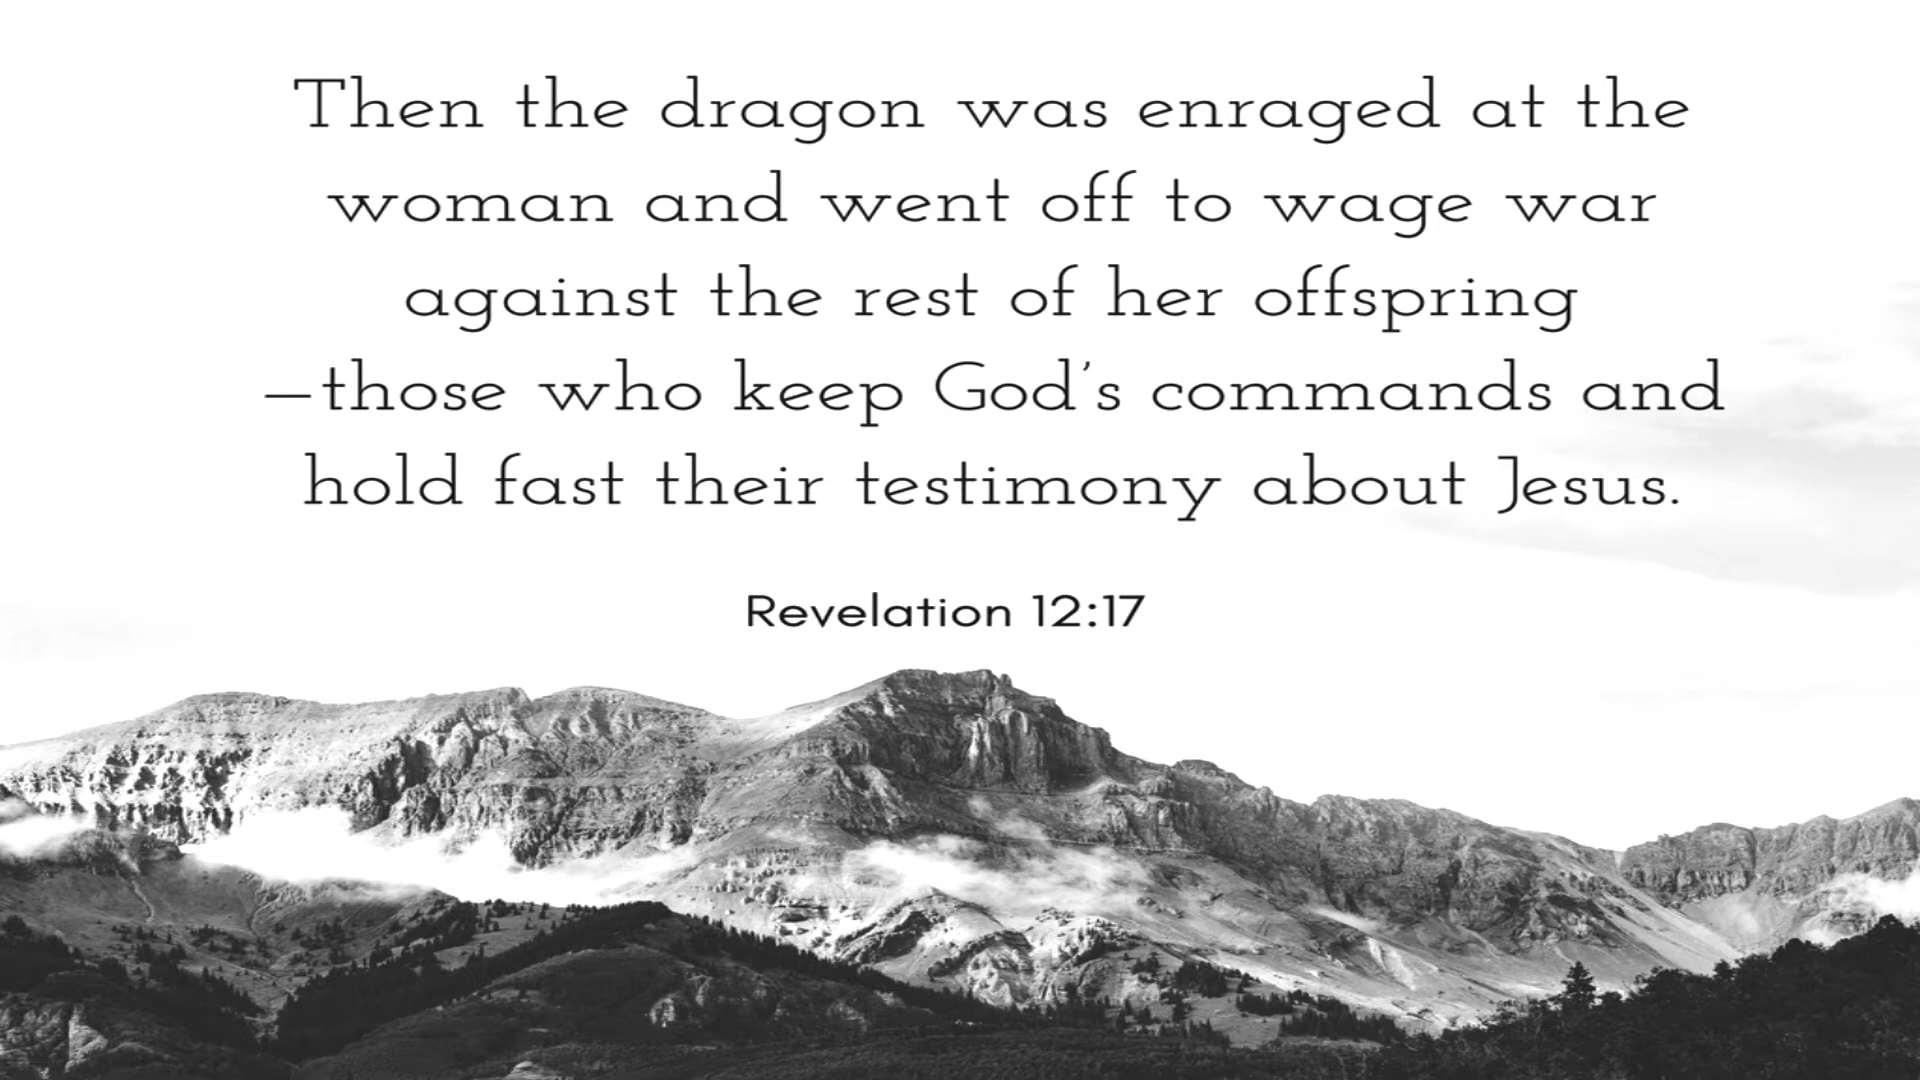 Then the dragon was enraged at the
woman and went off to wage war
against the rest of her offspring
—those who keep God’s commands and
hold fast their testimony about Jesus.
Revelation 12:17